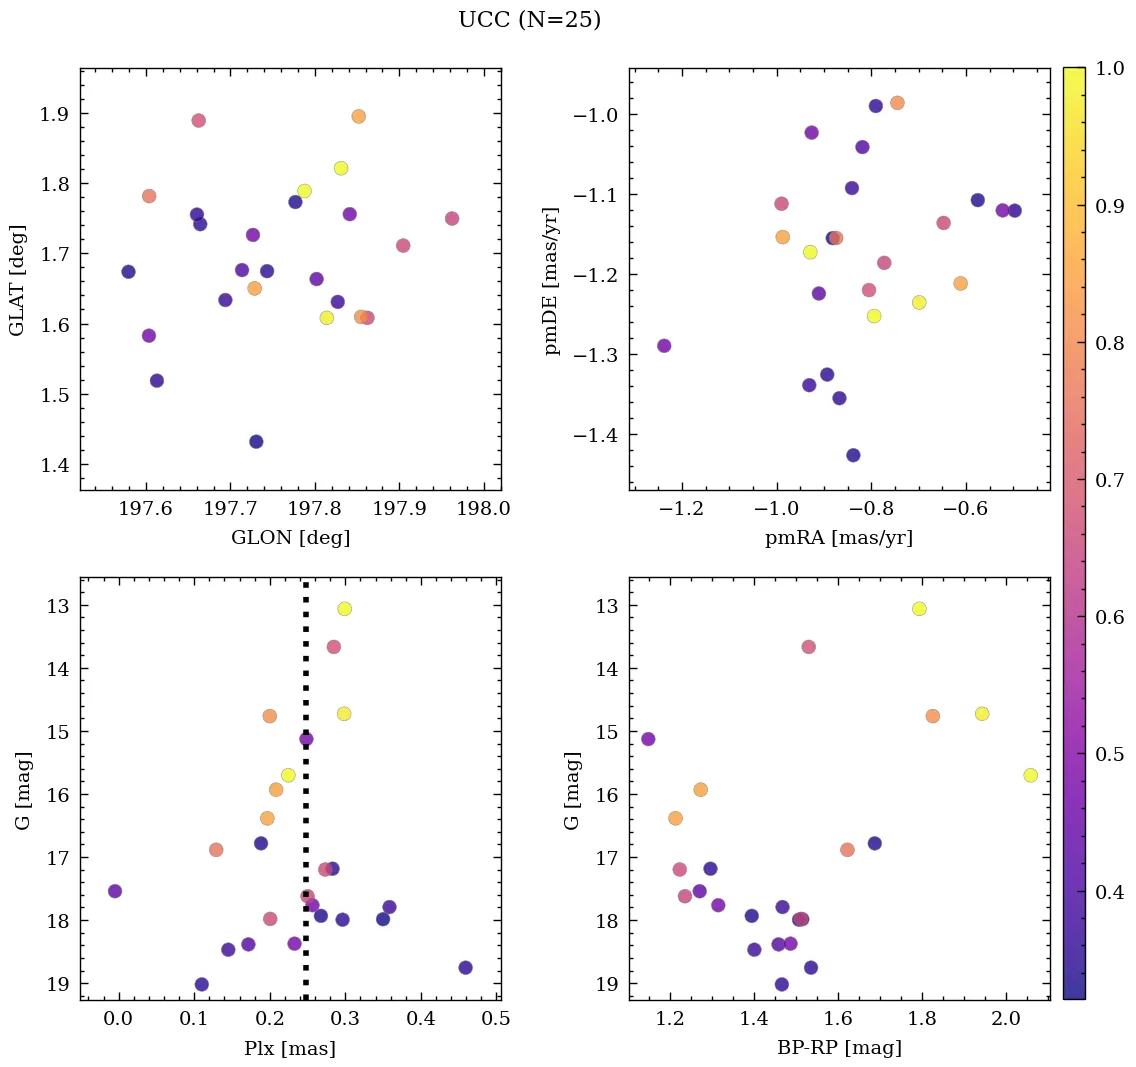 UCC (N=25)
1.9
1.8
1.7
1.6
1.5
1.4
GLAT [deg]
197.6 197.7 197.8 197.9 198.0
GLON [deg]
−1.0
−1.1
−1.2
−1.3
−1.4
pmDE [mas/yr]
−1.2 −1.0 −0.8 −0.6
pmRA [mas/yr]
13
14
15
16
17
18
19
G [mag]
0.0 0.1 0.2 0.3 0.4 0.5
Plx [mas]
13
14
15
16
17
18
19
G [mag]
1.2 1.4 1.6 1.8 2.0
BP-RP [mag]
1.0
0.9
0.8
0.7
0.6
0.5
0.4